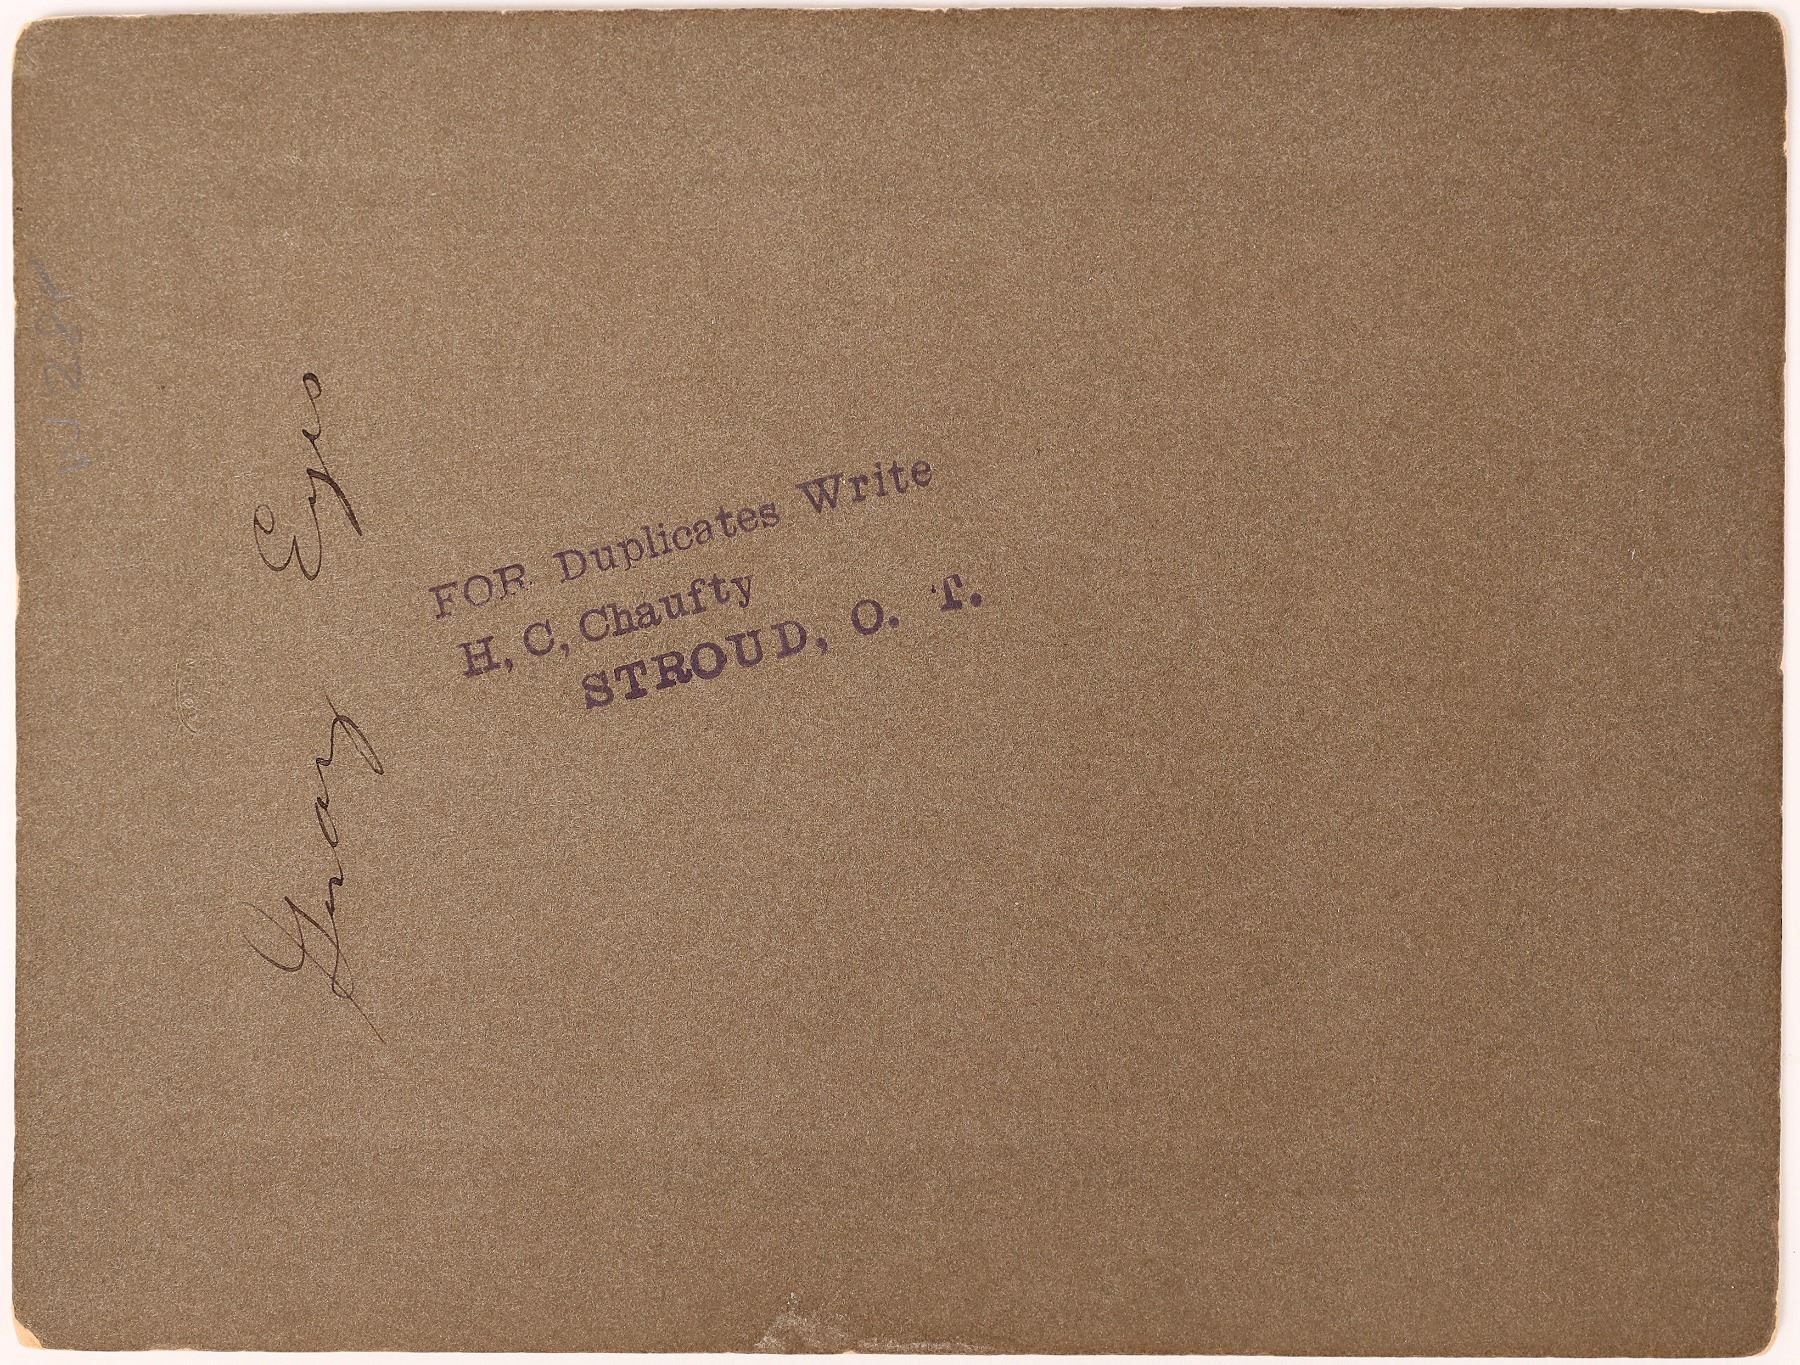 Gray Eyes
FOR Duplicates Write
H, C, Chaufty
STROUD, O. T.